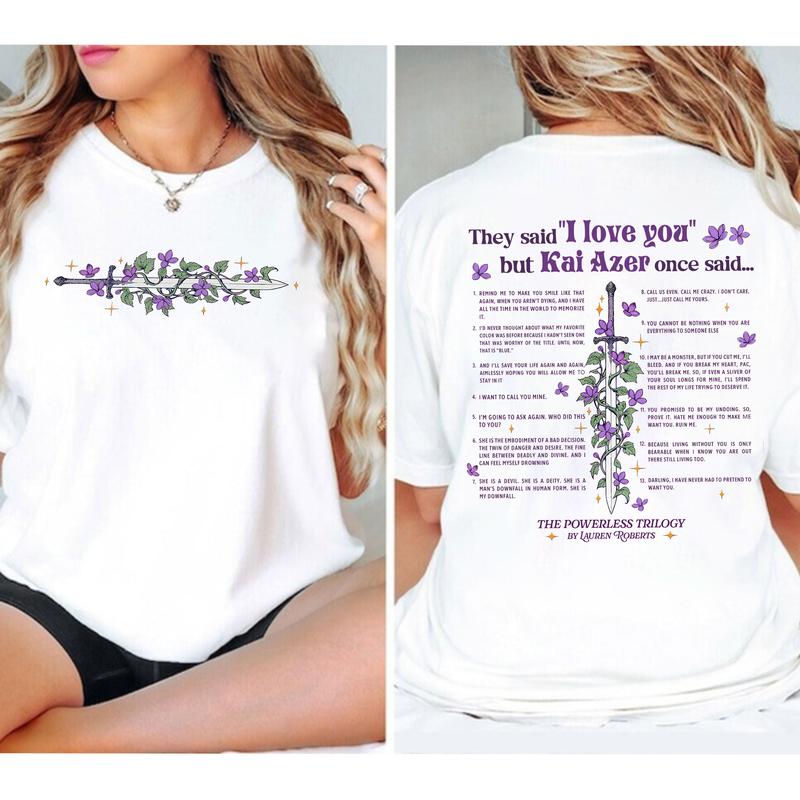 They said "I love you"
but Kai Azer once said...
1. REMIND ME TO MAKE YOU SMILE LIKE THAT
AGAIN, WHEN YOU AREN'T DYING, AND I HAVE
ALL THE TIME IN THE WORLD TO MEMORIZE
IT.
2. I'D NEVER THOUGHT ABOUT WHAT MY FAVORITE
COLOR WAS BEFORE BECAUSE I HADN'T SEEN ONE
THAT WAS WORTHY OF THE TITLE. UNTIL NOW,
THAT IS "BLUE."
3. AND I'LL SAVE YOUR LIFE AGAIN AND AGAIN,
AIMLESSLY HOPING YOU WILL ALLOW ME TO
STAY IN IT
4. I WANT TO CALL YOU MINE.
5. I'M GOING TO ASK AGAIN. WHO DID THIS
TO YOU?
6. SHE IS THE EMBODIMENT OF A BAD DECISION.
THE TWIN OF DANGER AND DESIRE. THE FINE
LINE BETWEEN DEADLY AND DIVINE. AND I
CAN FEEL MYSELF DROWNING
7. SHE IS A DEVIL. SHE IS A DEITY. SHE IS A
MAN'S DOWNFALL IN HUMAN FORM. SHE IS
MY DOWNFALL.
8. CALL US EVEN. CALL ME CRAZY. I DON'T CARE.
JUST....JUST CALL ME YOURS.
9. YOU CANNOT BE NOTHING WHEN YOU ARE
EVERYTHING TO SOMEONE ELSE
10. I MAY BE A MONSTER, BUT IF YOU CUT ME, I'LL
BLEED. AND IF YOU BREAK MY HEART, PAE,
YOU'LL BREAK ME. SO, IF EVEN A SLIVER OF
YOUR SOUL LONGS FOR MINE, I'LL SPEND
THE REST OF MY LIFE TRYING TO DESERVE IT.
11. YOU PROMISED TO BE MY UNDOING. SO,
PROVE IT. HATE ME ENOUGH TO MAKE ME
WANT YOU. RUIN ME.
12. BECAUSE LIVING WITHOUT YOU IS ONLY
BEARABLE WHEN I KNOW YOU ARE OUT
THERE STILL LIVING TOO.
13. DARLING, I HAVE NEVER HAD TO PRETEND TO
WANT YOU.
THE POWERLESS TRILOGY
BY LAUREN ROBERTS